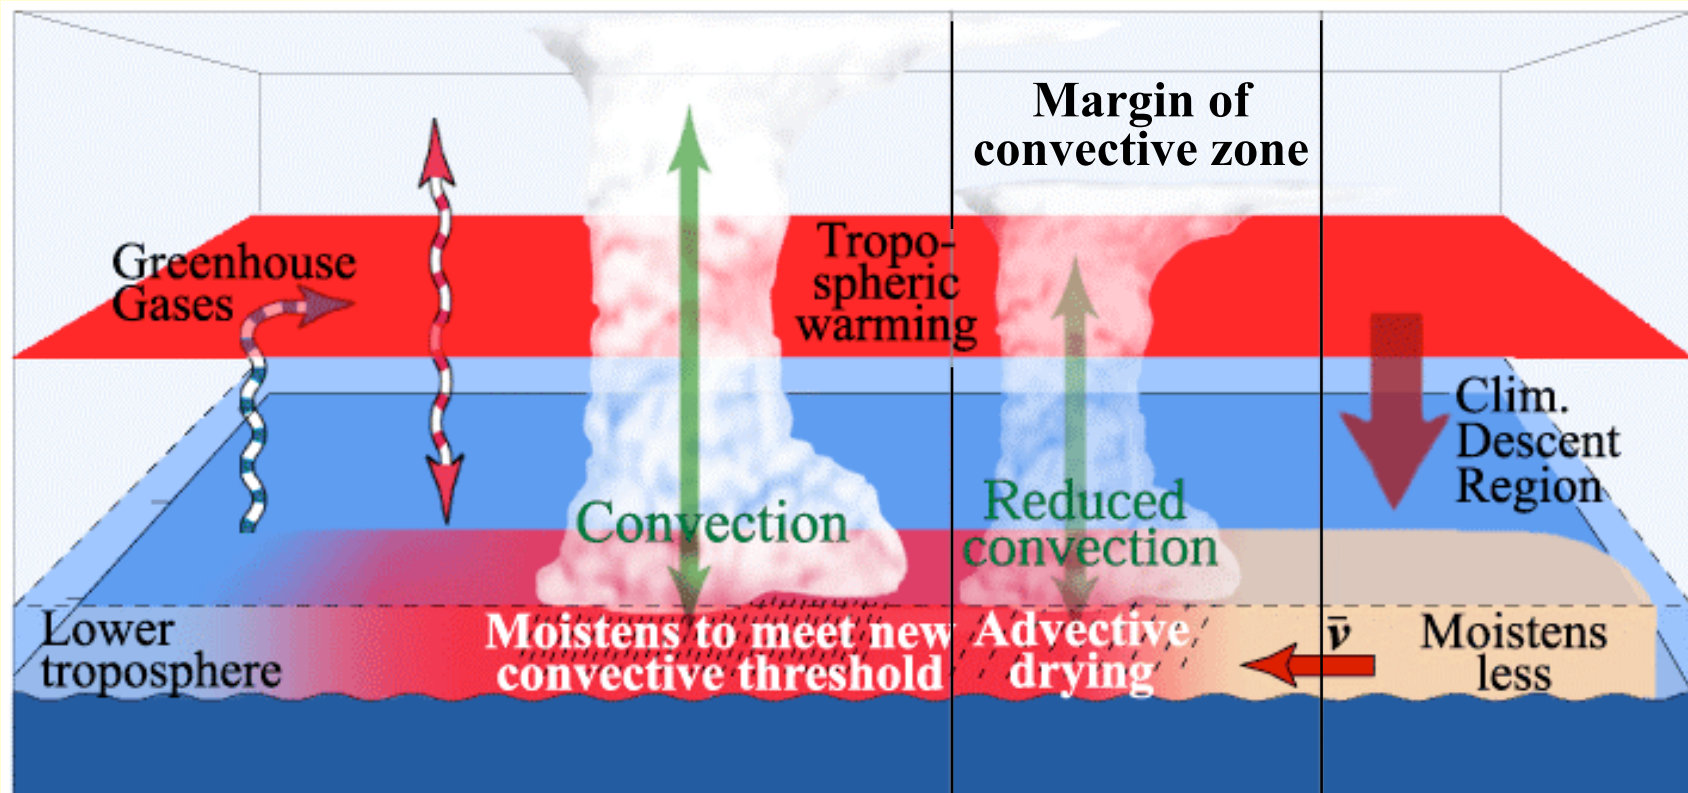 Margin of
convective zone
Greenhouse
Gases
Tropo-
spheric
warming
Clim.
Descent
Region
Convection
Reduced
convection
Lower
troposphere
Moistens to meet new
convective threshold
Advective
drying
v̄
Moistens
less